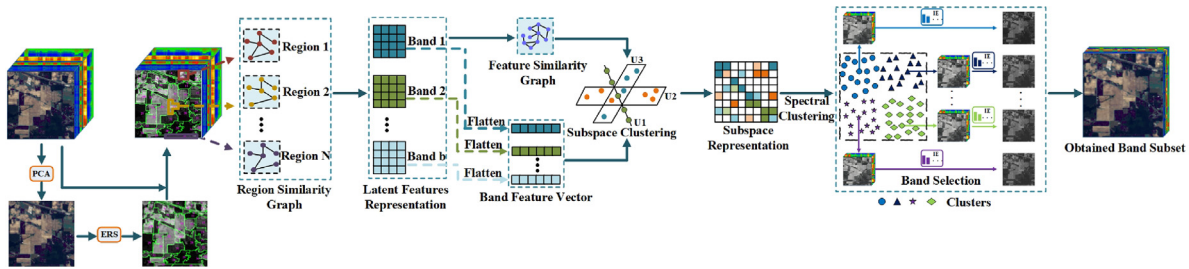 PCA
ERS
Region 1
Region 2
Region N
Region Similarity
Graph
Band 1
Band 2
Band b
Latent Features
Representation
Flatten
Flatten
Flatten
Feature Similarity
Graph
Band Feature Vector
U3
U2
U1
Subspace Clustering
Subspace
Representation
Spectral
Clustering
IE
IE
IE
IE
Band Selection
Clusters
Obtained Band Subset